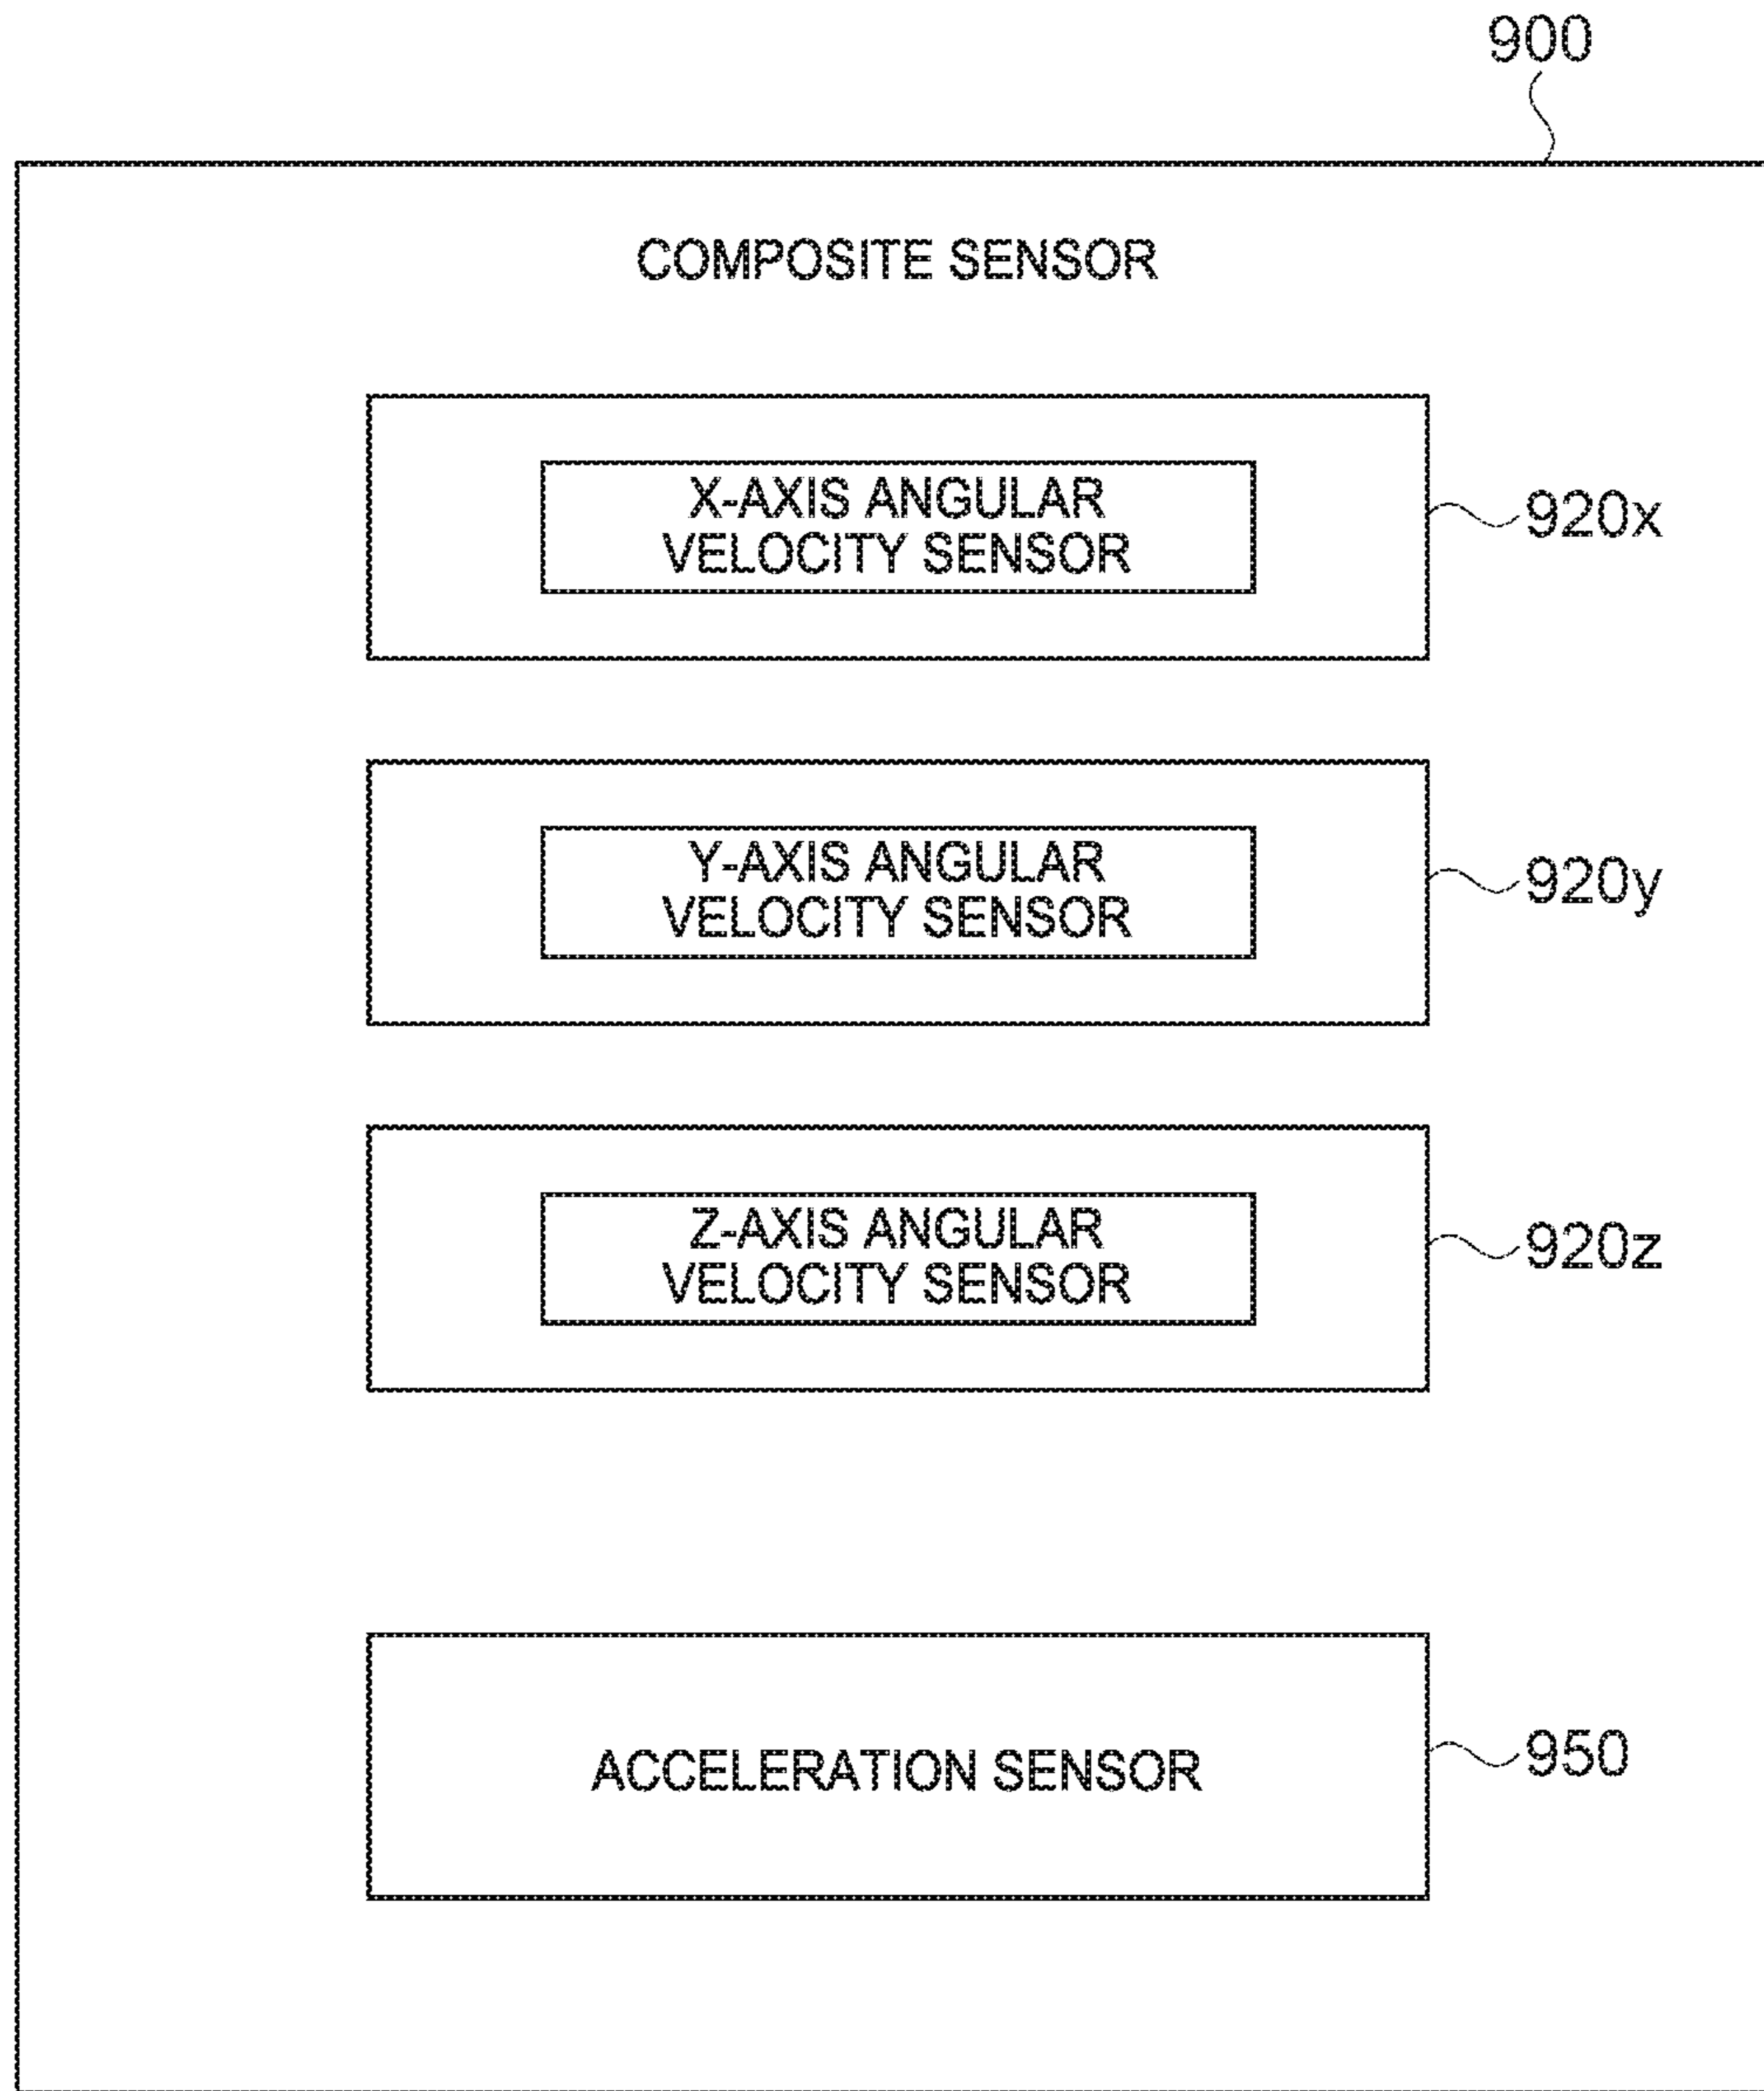 900
COMPOSITE SENSOR
X-AXIS ANGULAR
VELOCITY SENSOR
920x
Y-AXIS ANGULAR
VELOCITY SENSOR
920y
Z-AXIS ANGULAR
VELOCITY SENSOR
920z
ACCELERATION SENSOR
950